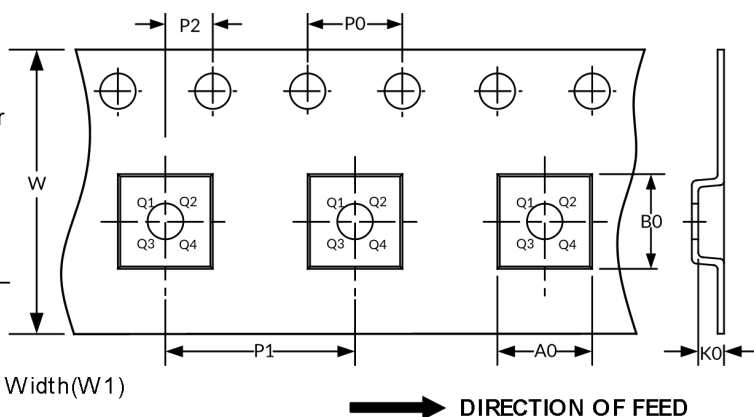 P2
P0
r
W
Q1 Q2
Q3 Q4
Q1 Q2
Q3 Q4
Q1 Q2
Q3 Q4
B0
P1
A0
K0
Width(W1)
DIRECTION OF FEED